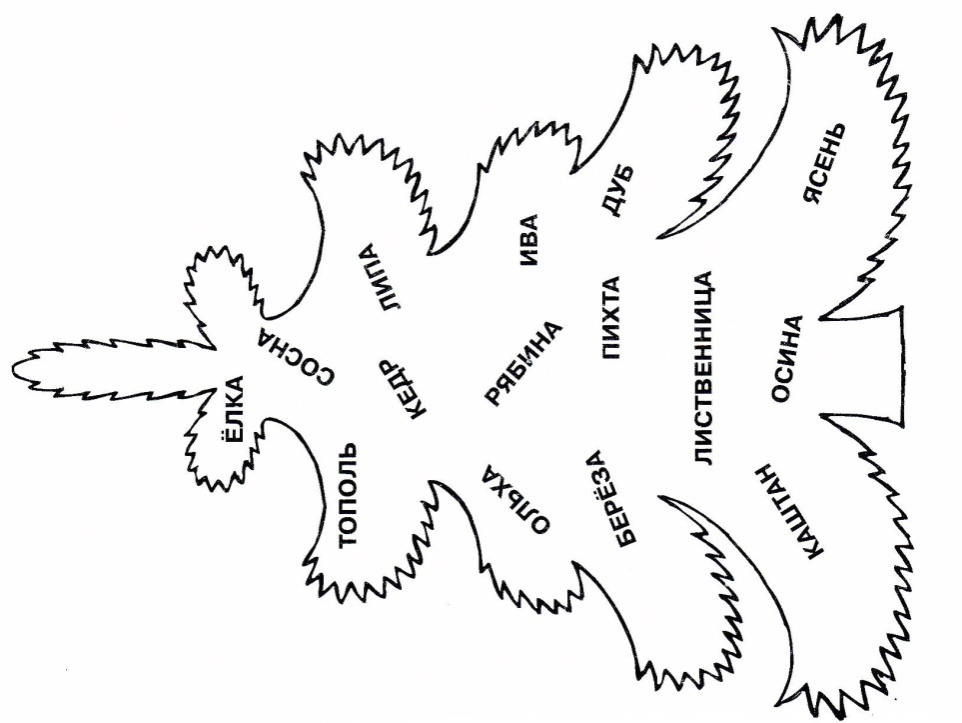 ЁЛКА
СОСНА
ТОПОЛЬ
КЕДР
ЛИПА
ОЛЬХА
РЯБИНА
ИВА
БЕРЁЗА
ПИХТА
ДУБ
ЛИСТВЕННИЦА
КАШТАН
ОСИНА
ЯСЕНЬ